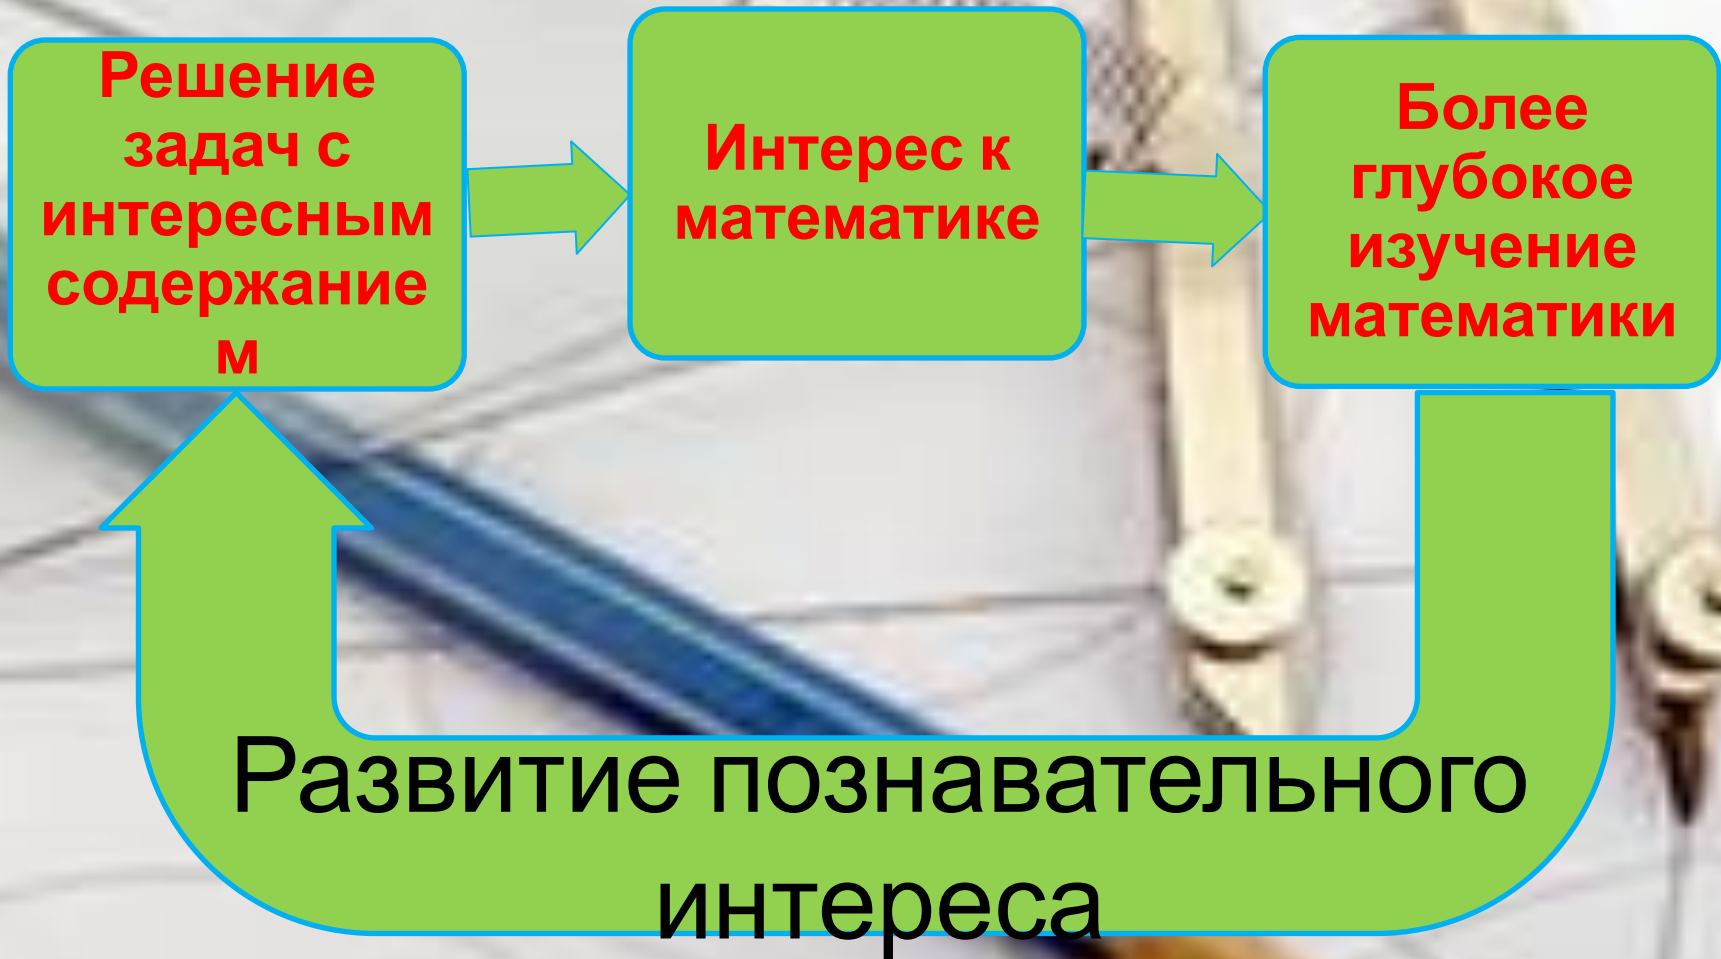 Решение
задач с
интересным
содержание
м
Интерес к
математике
Более
глубокое
изучение
математики
Развитие познавательного
интереса